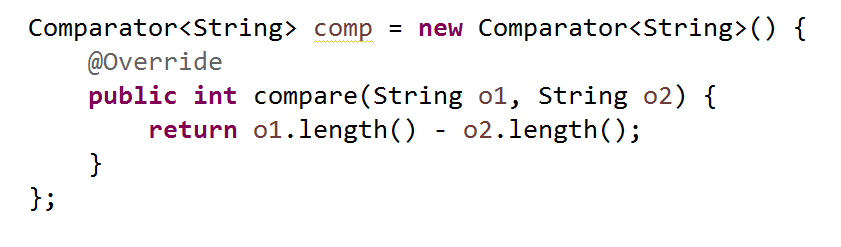 Comparator<String> comp = new Comparator<String>() {
    @Override
    public int compare(String o1, String o2) {
        return o1.length() - o2.length();
    }
};